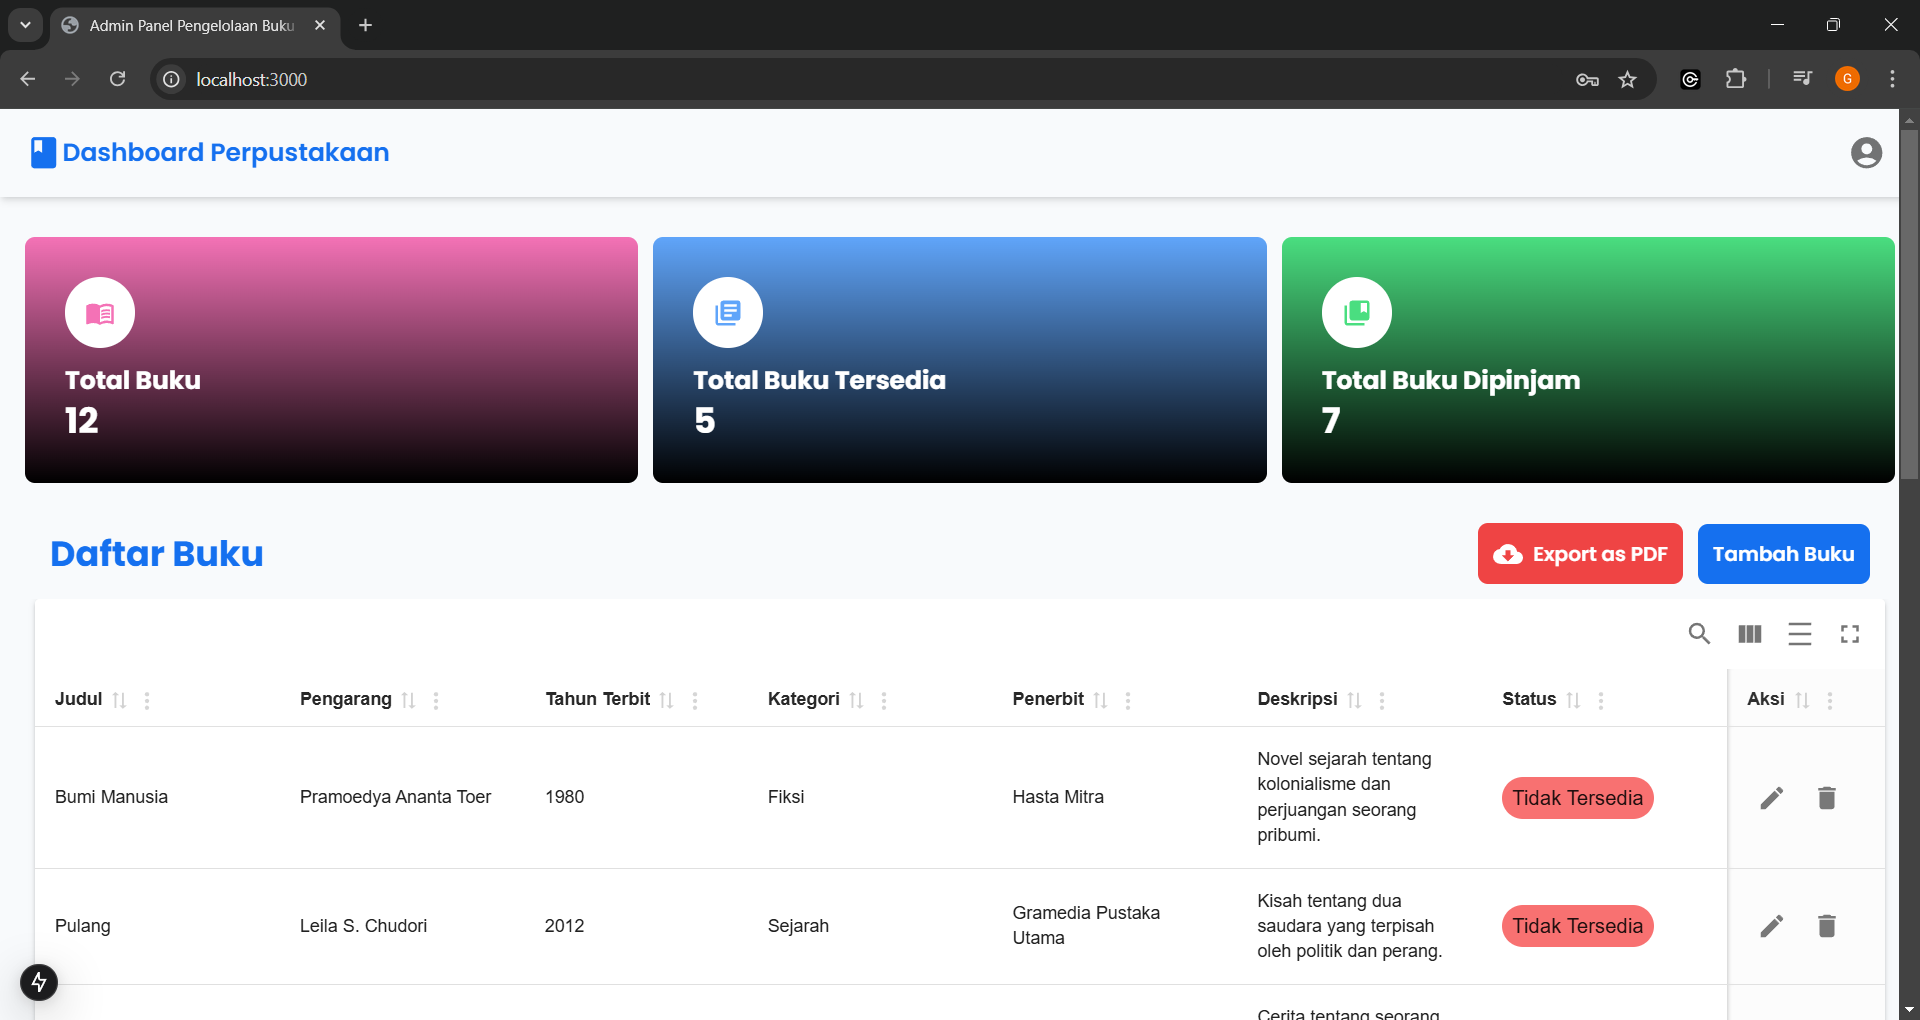 Admin Panel Pengelolaan Buku
localhost:3000
G
Dashboard Perpustakaan
Total Buku
12
Total Buku Tersedia
5
Total Buku Dipinjam
7
Daftar Buku
Export as PDF
Tambah Buku
Judul Pengarang Tahun Terbit Kategori Penerbit Deskripsi Status Aksi
Bumi Manusia
Pramoedya Ananta Toer
1980
Fiksi
Hasta Mitra
Novel sejarah tentang
kolonialisme dan
perjuangan seorang
pribumi.
Tidak Tersedia
Pulang
Leila S. Chudori
2012
Sejarah
Gramedia Pustaka
Utama
Kisah tentang dua
saudara yang terpisah
oleh politik dan perang.
Tidak Tersedia
Cerita tentang seorang